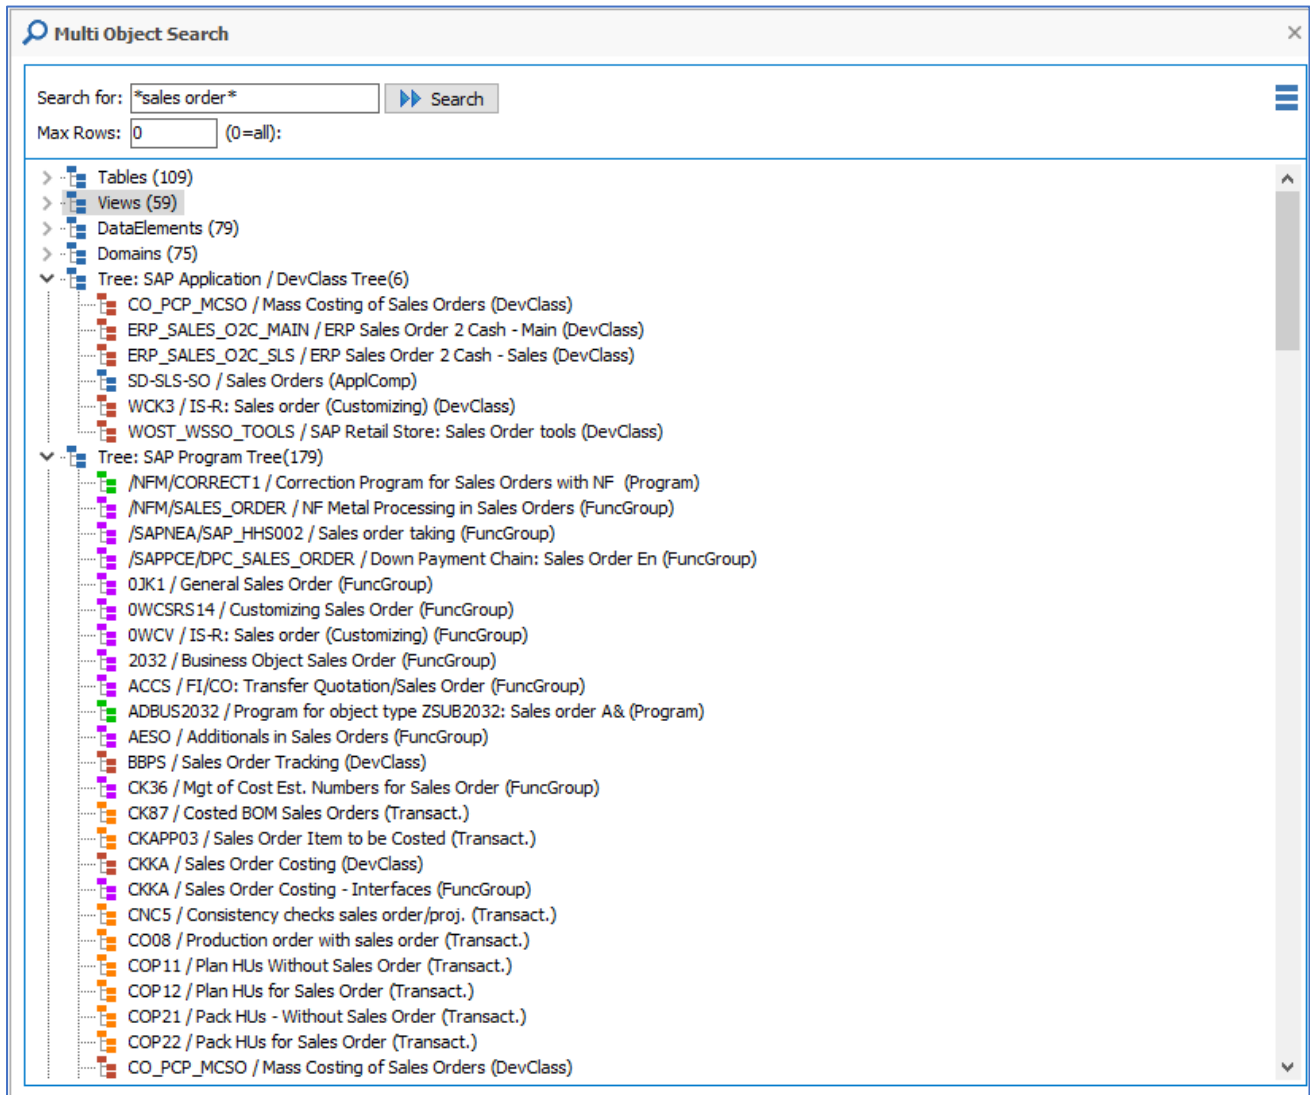 Multi Object Search
Search for: *sales order* Search
Max Rows: 0 (0=all):
Tables (109)
Views (59)
DataElements (79)
Domains (75)
Tree: SAP Application / DevClass Tree(6)
CO_PCP_MCSO / Mass Costing of Sales Orders (DevClass)
ERP_SALES_O2C_MAIN / ERP Sales Order 2 Cash - Main (DevClass)
ERP_SALES_O2C_SLS / ERP Sales Order 2 Cash - Sales (DevClass)
SD-SLS-SO / Sales Orders (ApplComp)
WCK3 / IS-R: Sales order (Customizing) (DevClass)
WOST_WSSO_TOOLS / SAP Retail Store: Sales Order tools (DevClass)
Tree: SAP Program Tree(179)
/NFM/CORRECT1 / Correction Program for Sales Orders with NF (Program)
/NFM/SALES_ORDER / NF Metal Processing in Sales Orders (FuncGroup)
/SAPNEA/SAP_HHS002 / Sales order taking (FuncGroup)
/SAPPCE/DPC_SALES_ORDER / Down Payment Chain: Sales Order En (FuncGroup)
0JK1 / General Sales Order (FuncGroup)
0WCSRS14 / Customizing Sales Order (FuncGroup)
0WCV / IS-R: Sales order (Customizing) (FuncGroup)
2032 / Business Object Sales Order (FuncGroup)
ACCS / FI/CO: Transfer Quotation/Sales Order (FuncGroup)
ADBUS2032 / Program for object type ZSUB2032: Sales order A& (Program)
AESO / Additionals in Sales Orders (FuncGroup)
BBPS / Sales Order Tracking (DevClass)
CK36 / Mgt of Cost Est. Numbers for Sales Order (FuncGroup)
CK87 / Costed BOM Sales Orders (Transact.)
CKAPP03 / Sales Order Item to be Costed (Transact.)
CKKA / Sales Order Costing (DevClass)
CKKA / Sales Order Costing - Interfaces (FuncGroup)
CNC5 / Consistency checks sales order/proj. (Transact.)
CO08 / Production order with sales order (Transact.)
COP11 / Plan HUs Without Sales Order (Transact.)
COP12 / Plan HUs for Sales Order (Transact.)
COP21 / Pack HUs - Without Sales Order (Transact.)
COP22 / Pack HUs for Sales Order (Transact.)
CO_PCP_MCSO / Mass Costing of Sales Orders (DevClass)